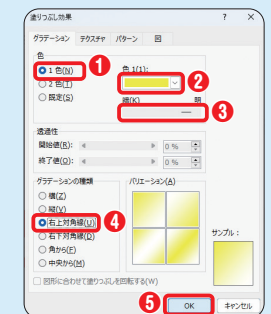 塗りつぶし効果 ? ×
グラデーション テクスチャ パターン 図
色
1 色(N) ❶
2 色(T)
既定(S)
色 1(1):
❷
暗(K) 明
❸
透過性
開始値(R): 0 %
終了値(O): 0 %
グラデーションの種類
横(Z)
縦(V)
右上対角線(U) ❹
右下対角線(D)
角から(F)
中央から(M)
バリエーション(A)
サンプル：
図形に合わせて塗りつぶしを回転する(W)
❺ OK キャンセル